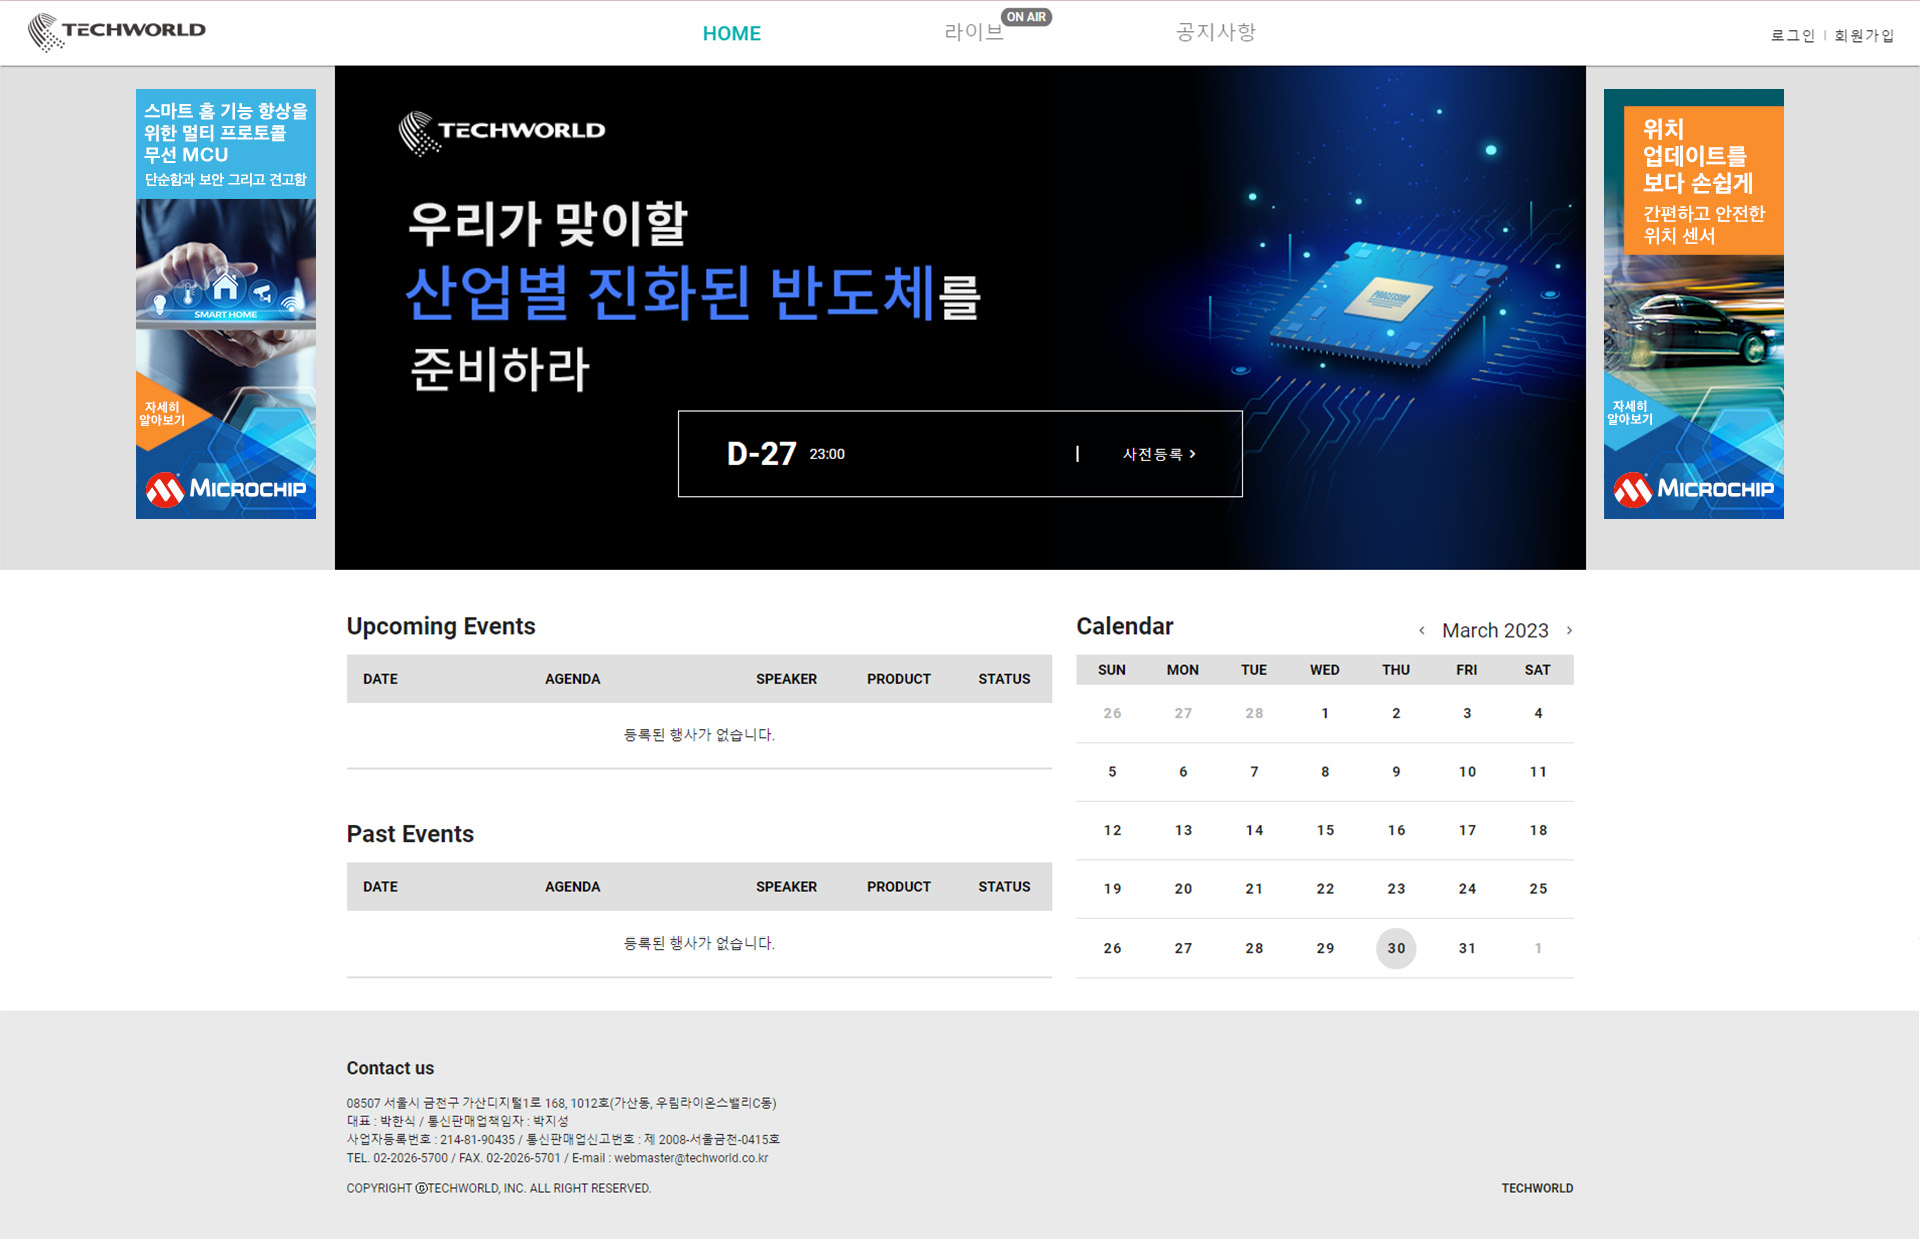 TECHWORLD
HOME
라이브
ON AIR
공지사항
로그인 | 회원가입
스마트 홈 기능 향상을
위한 멀티 프로토콜
무선 MCU
단순함과 보안 그리고 견고함
SMART HOME
자세히
알아보기
MICROCHIP
TECHWORLD
우리가 맞이할
산업별 진화된 반도체를
준비하라
PROCESSOR
D-27 23:00 | 사전등록 >
위치
업데이트를
보다 손쉽게
간편하고 안전한
위치 센서
자세히
알아보기
MICROCHIP
Upcoming Events
DATE AGENDA SPEAKER PRODUCT STATUS
등록된 행사가 없습니다.
Past Events
DATE AGENDA SPEAKER PRODUCT STATUS
등록된 행사가 없습니다.
Calendar
< March 2023 >
SUN MON TUE WED THU FRI SAT
26 27 28 1 2 3 4
5 6 7 8 9 10 11
12 13 14 15 16 17 18
19 20 21 22 23 24 25
26 27 28 29 30 31 1
Contact us
08507 서울시 금천구 가산디지털1로 168, 1012호(가산동, 우림라이온스밸리C동)
대표 : 박한식 / 통신판매업책임자 : 박지성
사업자등록번호 : 214-81-90435 / 통신판매업신고번호 : 제 2008-서울금천-0415호
TEL. 02-2026-5700 / FAX. 02-2026-5701 / E-mail : webmaster@techworld.co.kr
COPYRIGHT ⓒTECHWORLD, INC. ALL RIGHT RESERVED.
TECHWORLD